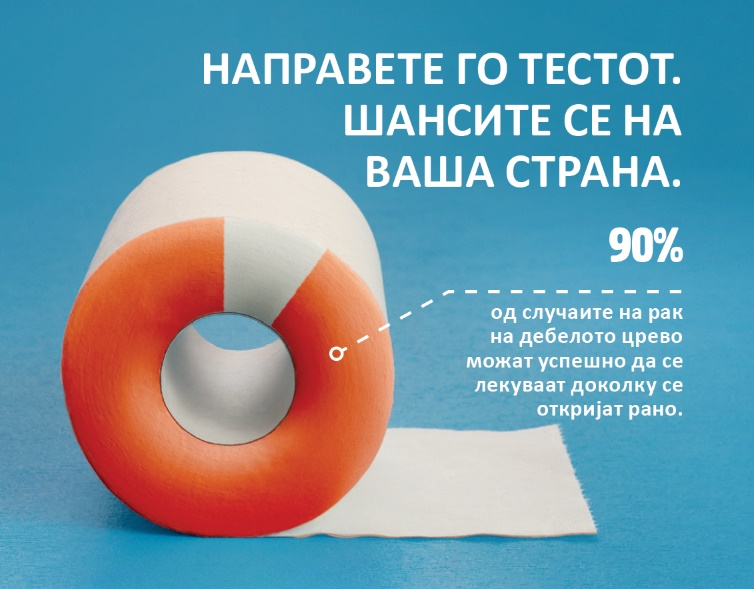 НАПРАВЕТЕ ГО ТЕСТОТ.
ШАНСИТЕ СЕ НА
ВАША СТРАНА.
90%
од случаите на рак
на дебелото црево
можат успешно да се
лекуваат доколку се
откријат рано.